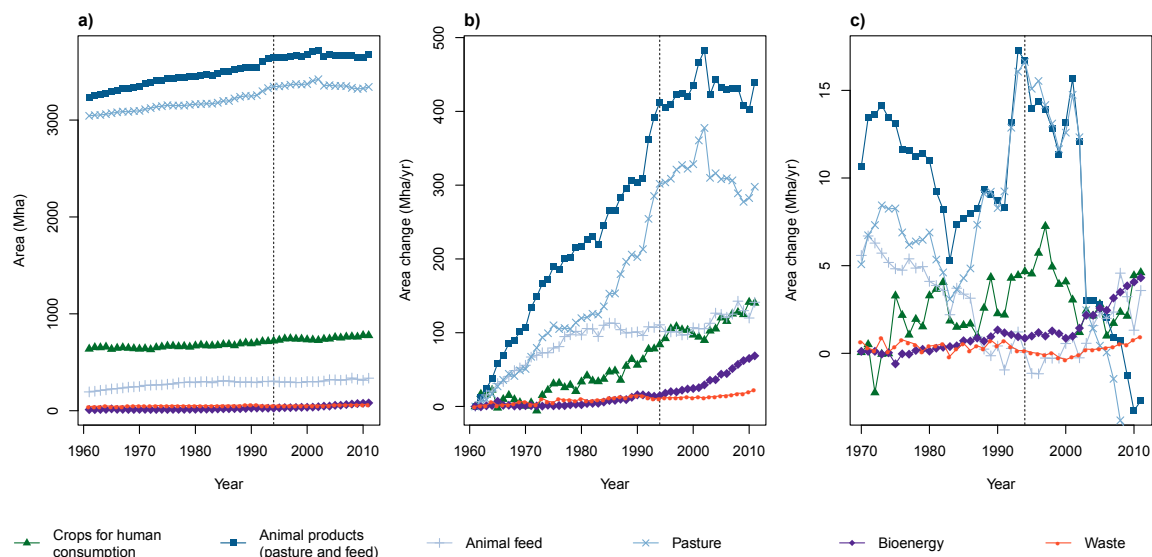 a)
b)
c)
Area (Mha)
3000
2000
1000
0
1960
1970
1980
1990
2000
2010
Year
Area change (Mha/yr)
500
400
300
200
100
0
1960
1970
1980
1990
2000
2010
Year
Area change (Mha/yr)
15
10
5
0
1970
1980
1990
2000
2010
Year
Crops for human
consumption
Animal products
(pasture and feed)
Animal feed
Pasture
Bioenergy
Waste